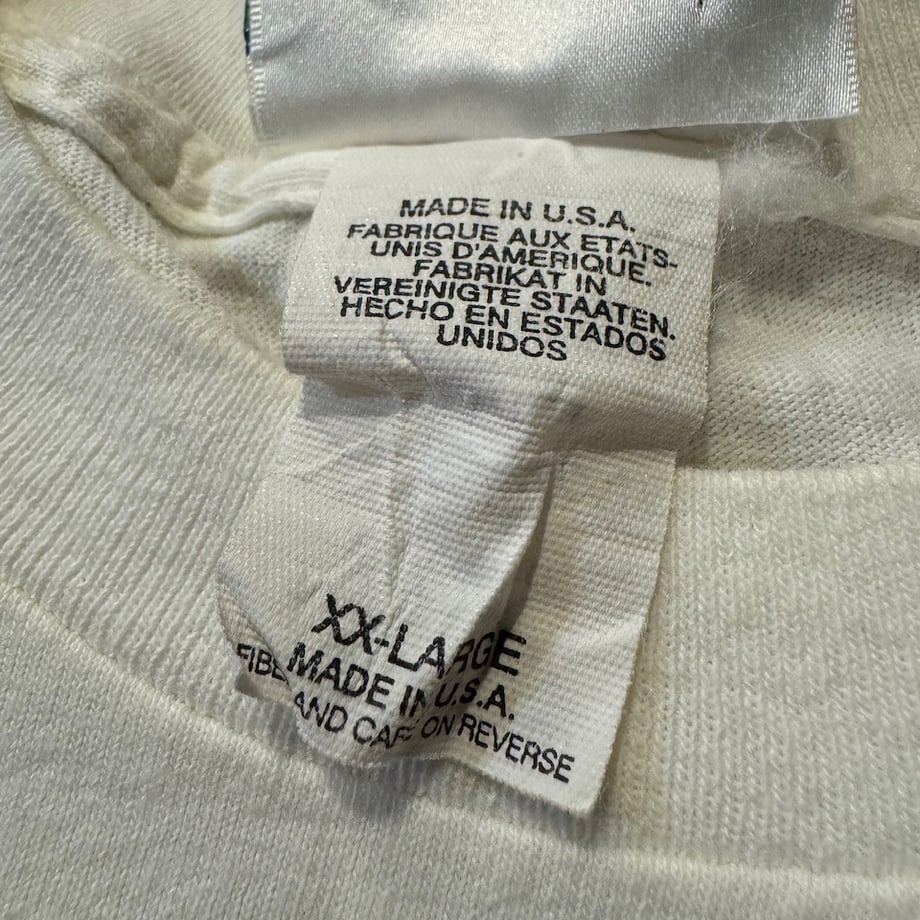 MADE IN U.S.A.
FABRIQUE AUX ETATS-
UNIS D'AMERIQUE.
FABRIKAT IN
VEREINIGTE STAATEN.
HECHO EN ESTADOS
UNIDOS
XX-LARGE
MADE IN U.S.A.
AND ON REVERSE